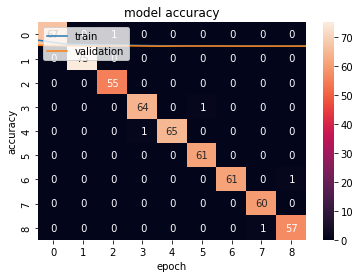 model accuracy
train
validation
0 1 0 0 0 0 0 0
1 0 0 0 0 0 0 0 0
2 0 0 55 0 0 0 0 0 0
3 0 0 0 64 0 1 0 0 0
4 0 0 0 1 65 0 0 0 0
5 0 0 0 0 0 61 0 0 0
6 0 0 0 0 0 0 61 0 1
7 0 0 0 0 0 0 0 60 0
8 0 0 0 0 0 0 0 1 57
0 1 2 3 4 5 6 7 8
accuracy
epoch
70
60
50
40
30
20
10
0